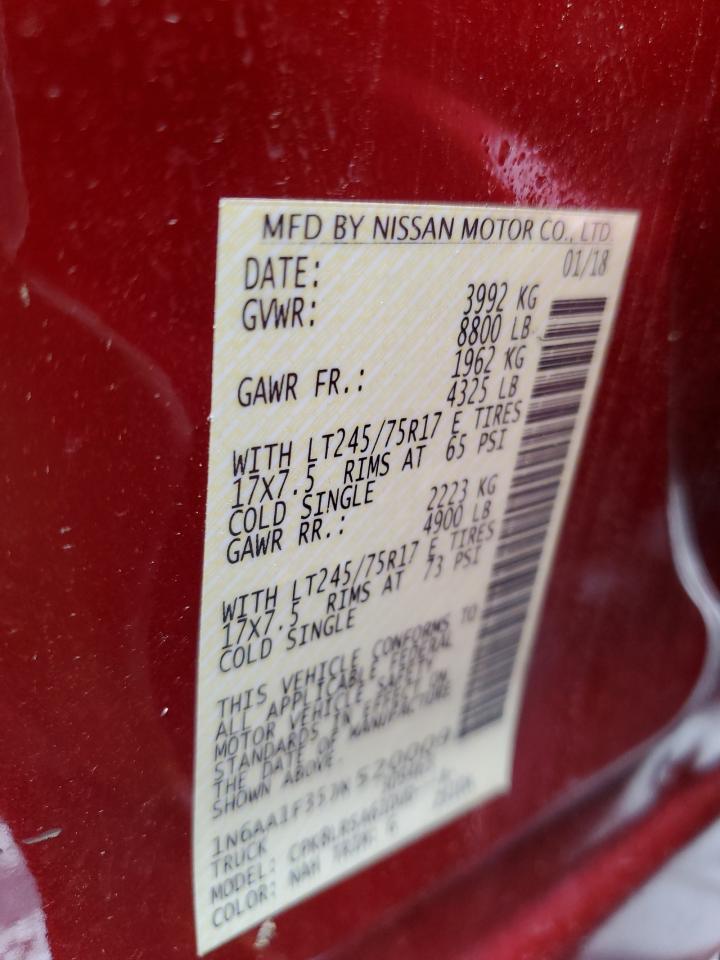 MFD BY NISSAN MOTOR CO., LTD.
DATE: 01/18
GVWR: 3992 KG
8800 LB
GAWR FR.: 1962 KG
4325 LB
WITH LT245/75R17 E TIRES
17X7.5 RIMS AT 65 PSI
COLD SINGLE
GAWR RR.: 2223 KG
4900 LB
WITH LT245/75R17 E TIRES
17X7.5 RIMS AT 73 PSI
COLD SINGLE
THIS VEHICLE CONFORMS TO
ALL APPLICABLE FEDERAL
MOTOR VEHICLE SAFETY
STANDARDS IN EFFECT ON
THE DATE OF MANUFACTURE
SHOWN ABOVE.
TRUCK
MODEL:
COLOR: NAH TRIM: G